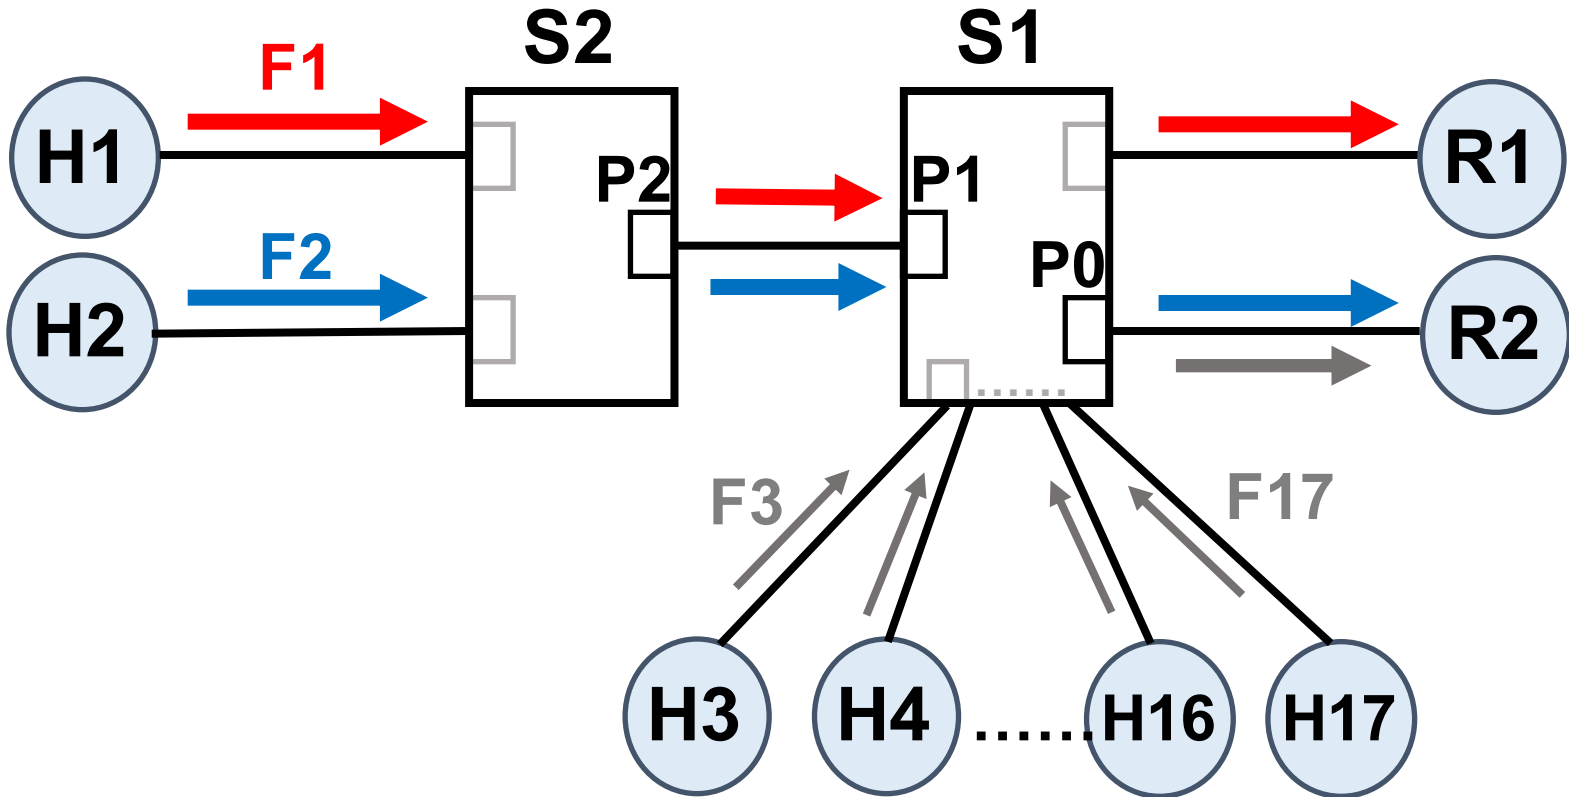 S2
S1
F1
H1
P2
P1
R1
F2
P0
H2
R2
......
F3
F17
H3
H4
......
H16
H17